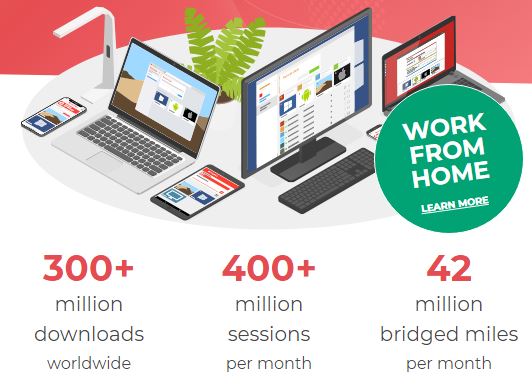 WORK
FROM
HOME
LEARN MORE
300+
million
downloads
worldwide
400+
million
sessions
per month
42
million
bridged miles
per month